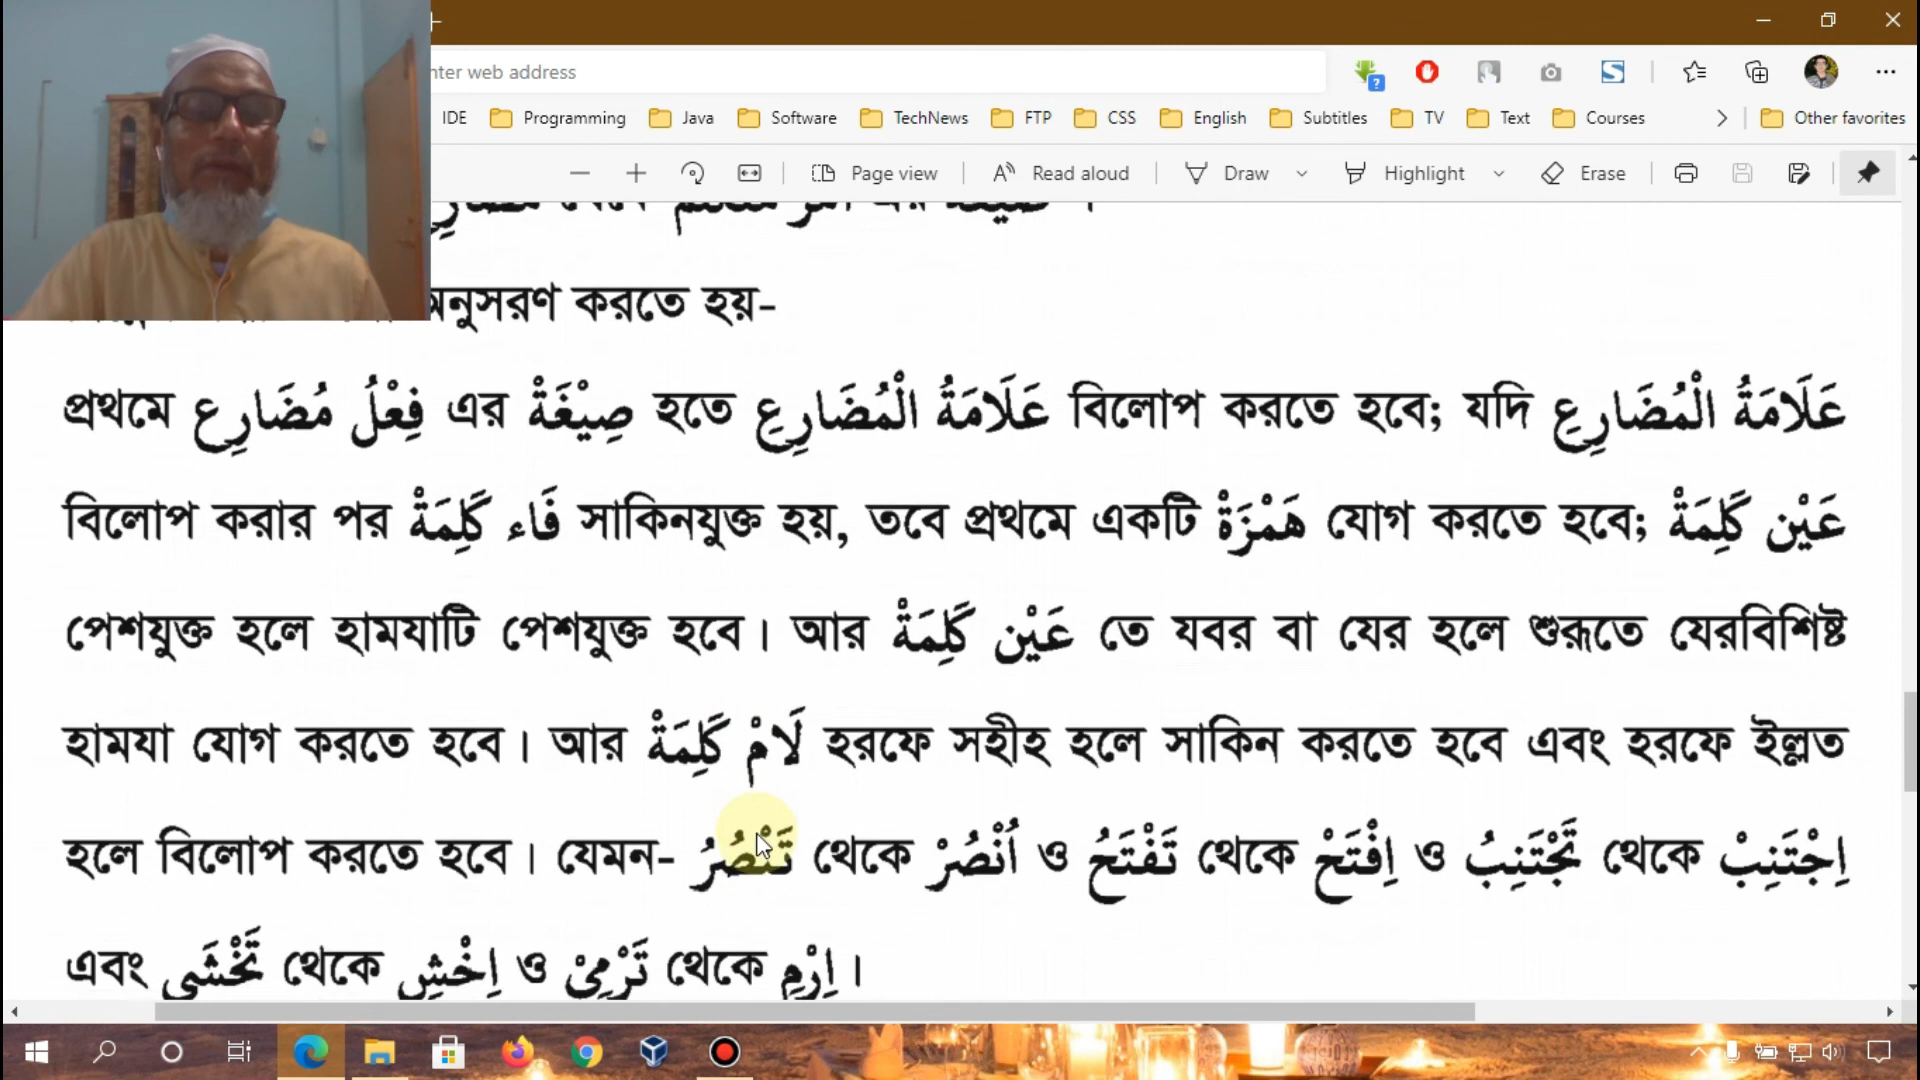 nter web address
IDE Programming Java Software TechNews FTP CSS English Subtitles TV Text Courses Other favorites
Page view Read aloud Draw Highlight Erase
অনুসরণ করতে হয়-
প্রথমে فِعْلُ مُضَارِع এর صِيْغَةْ হতে عَلَامَةُ الْمُضَارِعِ বিলোপ করতে হবে; যদি عَلَامَةُ الْمُضَارِعِ
বিলোপ করার পর فَاء كَلِمَةْ সাকিনযুক্ত হয়, তবে প্রথমে একটি هَمْزَةْ যোগ করতে হবে; عَيْن كَلِمَةْ
পেশযুক্ত হলে হামযাটি পেশযুক্ত হবে। আর عَيْن كَلِمَةْ তে যবর বা যের হলে শুরূতে যেরবিশিষ্ট
হামযা যোগ করতে হবে। আর لَامْ كَلِمَةْ হরফে সহীহ হলে সাকিন করতে হবে এবং হরফে ইল্লত
হলে বিলোপ করতে হবে। যেমন- تَنْصُرُ থেকে اُنْصُرْ ও تَفْتَحُ থেকে اِفْتَحْ ও تَجْتَنِبُ থেকে اِجْتَنِبْ
এবং تَخْشَى থেকে اِخْشِ ও تَرْمِىْ থেকে اِرْمِ ।